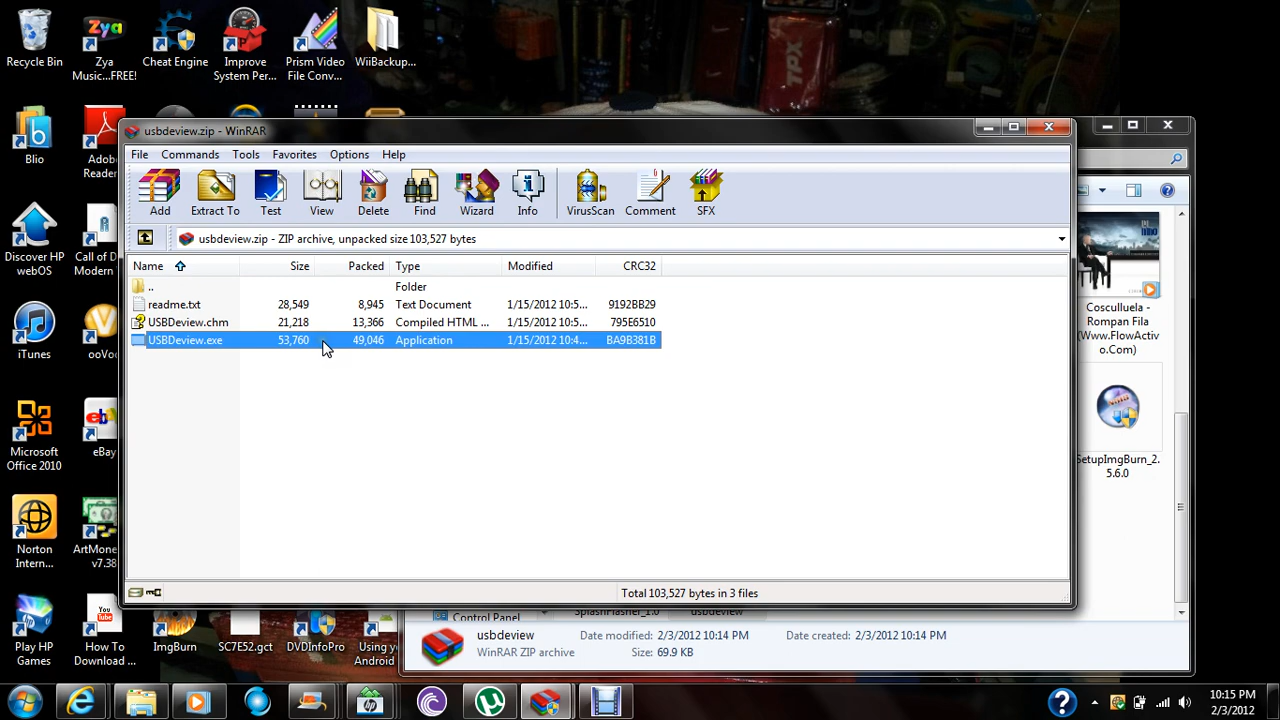 Recycle Bin
Zya
Music...FREE!
Cheat Engine
Improve
System Per...
Prism Video
File Conv...
WiiBackup...
TPX
Blio
Adob
Reader
Discover HP
webOS
Call of D
Modern
iTunes
ooVo
Microsoft
Office 2010
eBay
Norton
Intern...
ArtMone
v7.38
Play HP
Games
You
Tube
How To
Download ...
ImgBurn
SC7E52.gct
DVDInfoPro
Using y
Android
usbdeview.zip - WinRAR
File Commands Tools Favorites Options Help
Add Extract To Test View Delete Find Wizard Info VirusScan Comment SFX
usbdeview.zip - ZIP archive, unpacked size 103,527 bytes
Name Size Packed Type Modified CRC32
.. Folder
readme.txt 28,549 8,945 Text Document 1/15/2012 10:5... 9192BB29
USBDeview.chm 21,218 13,366 Compiled HTML ... 1/15/2012 10:5... 795E6510
USBDeview.exe 53,760 49,046 Application 1/15/2012 10:4... BA9B381B
Total 103,527 bytes in 3 files
Cosculluela -
Rompan Fila
(Www.FlowActiv
o.Com)
SetupImgBurn_2.
5.6.0
Control Panel
SplashFlasher_1.0
usbdeview
usbdeview Date modified: 2/3/2012 10:14 PM Date created: 2/3/2012 10:14 PM
WinRAR ZIP archive Size: 69.9 KB
10:15 PM
2/3/2012